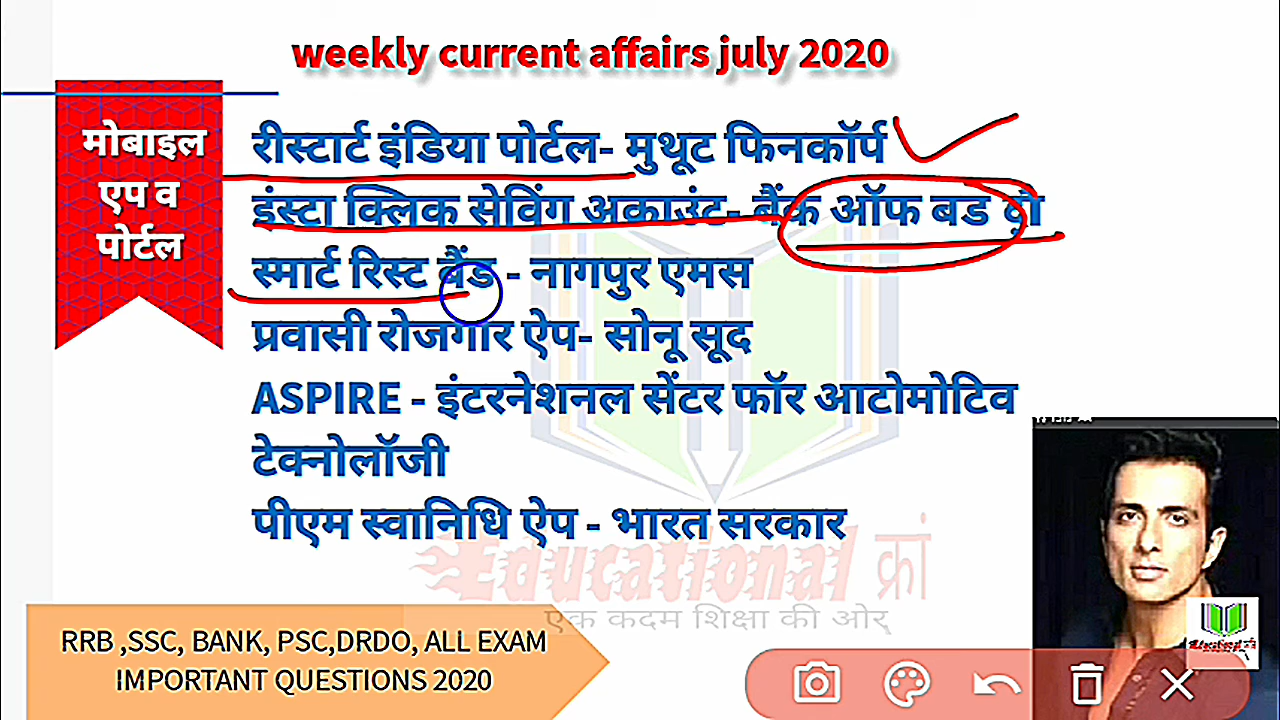 weekly current affairs july 2020
मोबाइल
एप व
पोर्टल
रीस्टार्ट इंडिया पोर्टल- मुथूट फिनकॉर्प
इंस्टा क्लिक सेविंग अकाउंट- बैंक ऑफ बड दो
स्मार्ट रिस्ट बैंड - नागपुर एमस
प्रवासी रोजगार ऐप- सोनू सूद
ASPIRE - इंटरनेशनल सेंटर फॉर आटोमोटिव
टेक्नोलॉजी
पीएम स्वानिधि ऐप - भारत सरकार
Educational क्रां
एक कदम शिक्षा की ओर
RRB ,SSC, BANK, PSC,DRDO, ALL EXAM
IMPORTANT QUESTIONS 2020
Educational